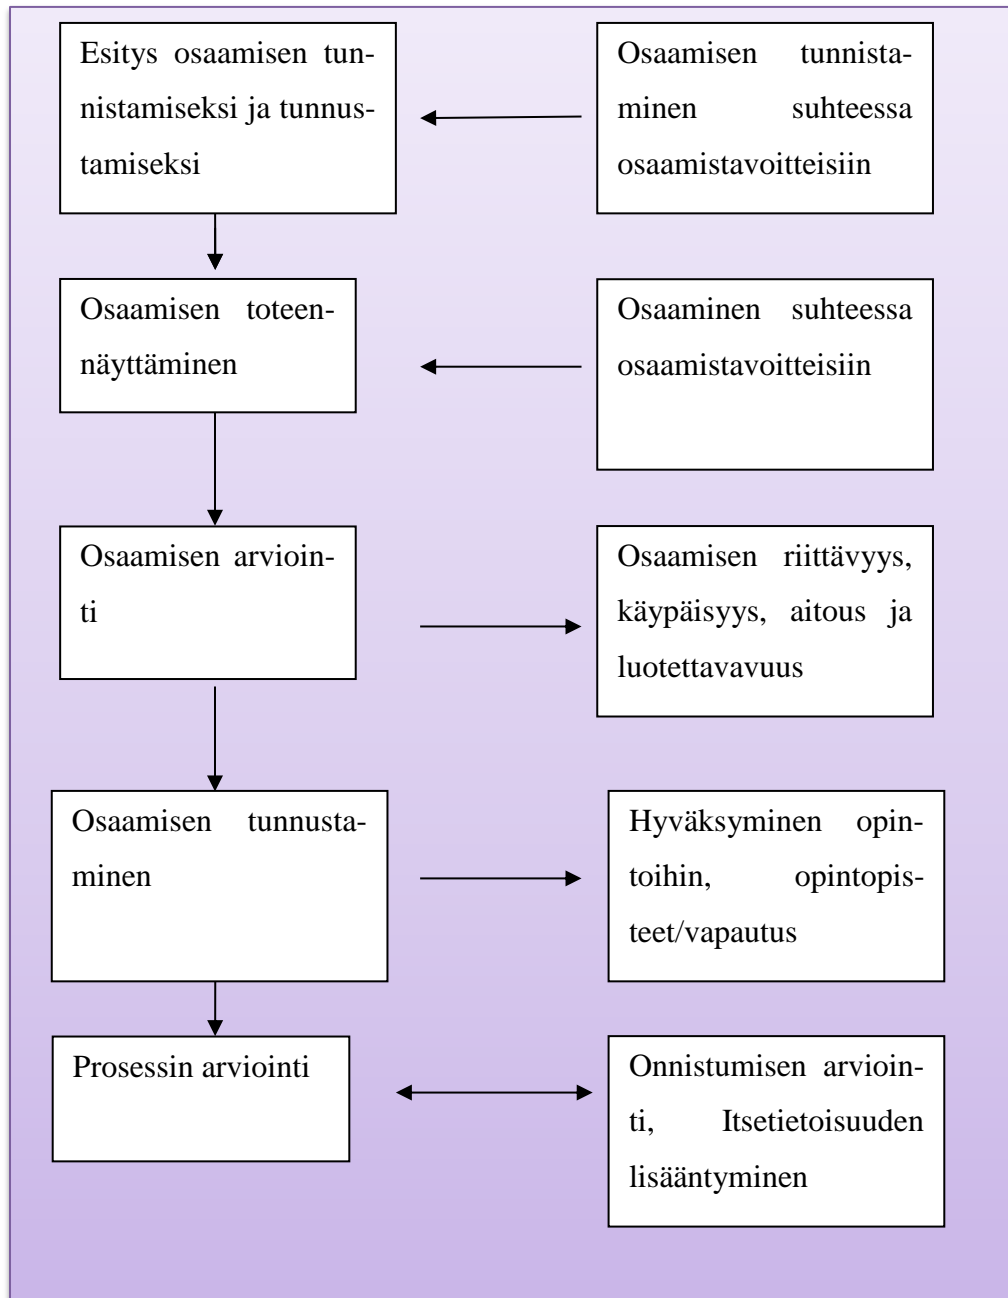 Esitys osaamisen tun-
nistamiseksi ja tunnus-
tamiseksi
Osaamisen tunnista-
minen suhteessa
osaamistavoitteisiin
Osaamisen toteen-
näyttäminen
Osaaminen suhteessa
osaamistavoitteisiin
Osaamisen arvioin-
ti
Osaamisen riittävyys,
käypäisyys, aitous ja
luotettavavuus
Osaamisen tunnusta-
minen
Hyväksyminen opin-
toihin, opintopis-
teet/vapautus
Prosessin arviointi
Onnistumisen arvioin-
ti, Itsetietoisuuden
lisääntyminen